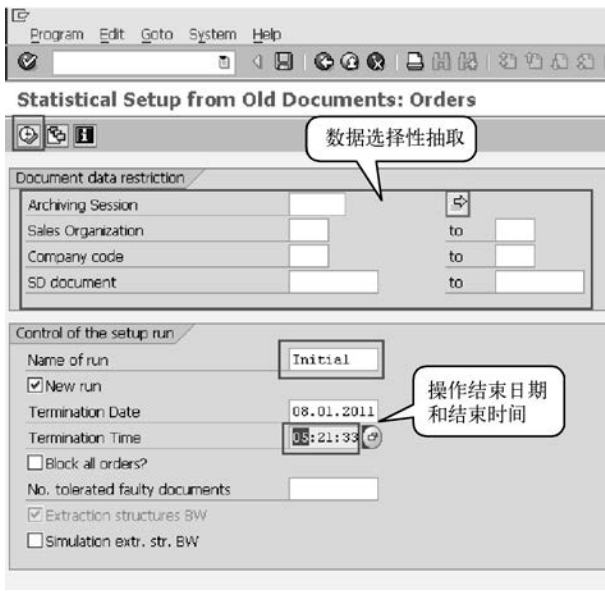 Program Edit Goto System Help
Statistical Setup from Old Documents: Orders
数据选择性抽取
Document data restriction
Archiving Session
Sales Organization to
Company code to
SD document to
Control of the setup run
Name of run Initial
New run
操作结束日期
和结束时间
Termination Date 08.01.2011
Termination Time 05:21:33
Block all orders?
No. tolerated faulty documents
Extraction structures BW
Simulation extr. str. BW